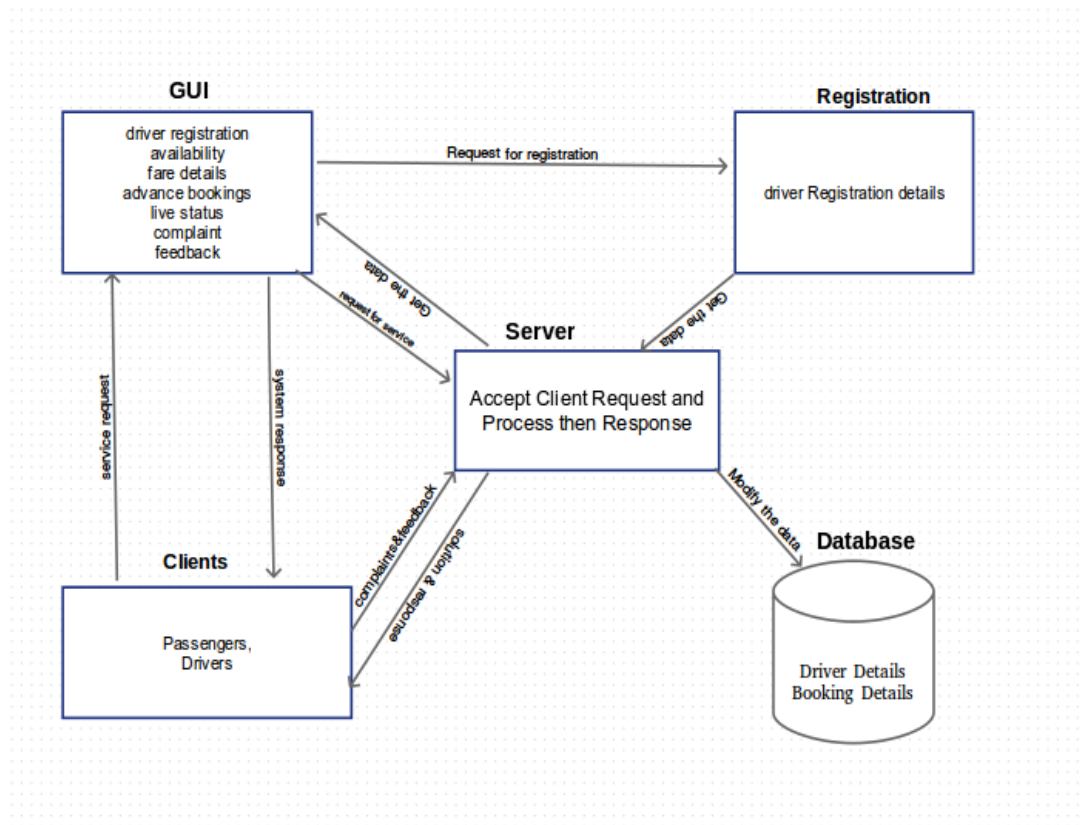 GUI
driver registration
availability
fare details
advance bookings
live status
complaint
feedback
Request for registration
Registration
driver Registration details
Get the data
request for service
Get the data
Server
Accept Client Request and
Process then Response
service request
system response
complaints&feedback
solution & response
Modify the data
Clients
Passengers,
Drivers
Database
Driver Details
Booking Details